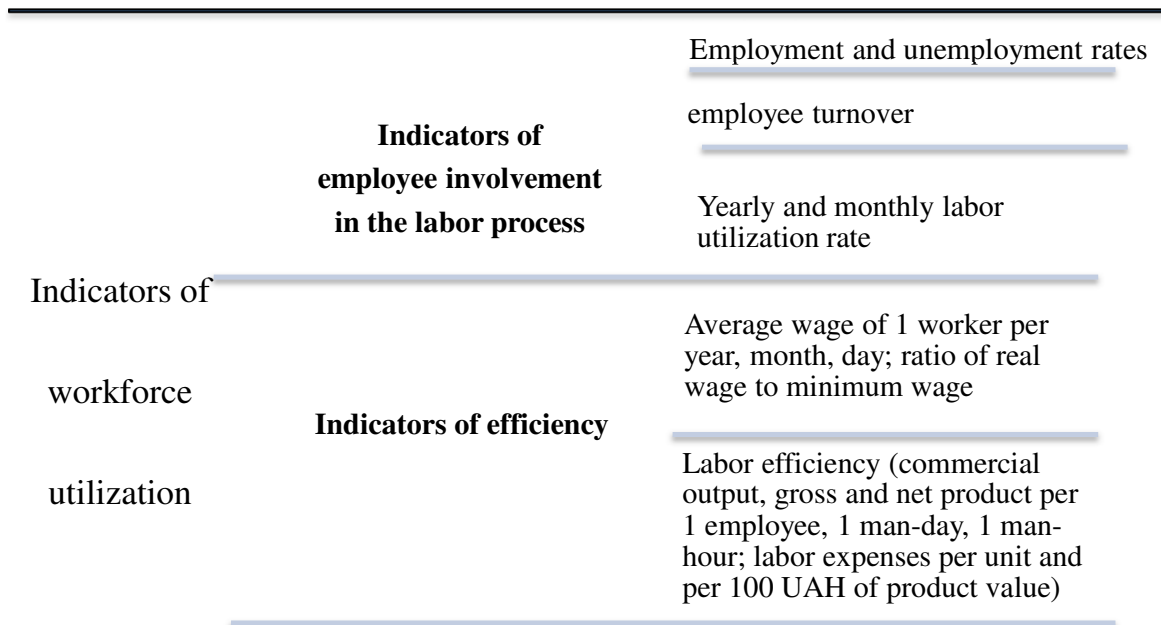 Indicators of
workforce
utilization
Indicators of
employee involvement
in the labor process
Employment and unemployment rates
employee turnover
Yearly and monthly labor
utilization rate
Indicators of efficiency
Average wage of 1 worker per
year, month, day; ratio of real
wage to minimum wage
Labor efficiency (commercial
output, gross and net product per
1 employee, 1 man-day, 1 man-
hour; labor expenses per unit and
per 100 UAH of product value)